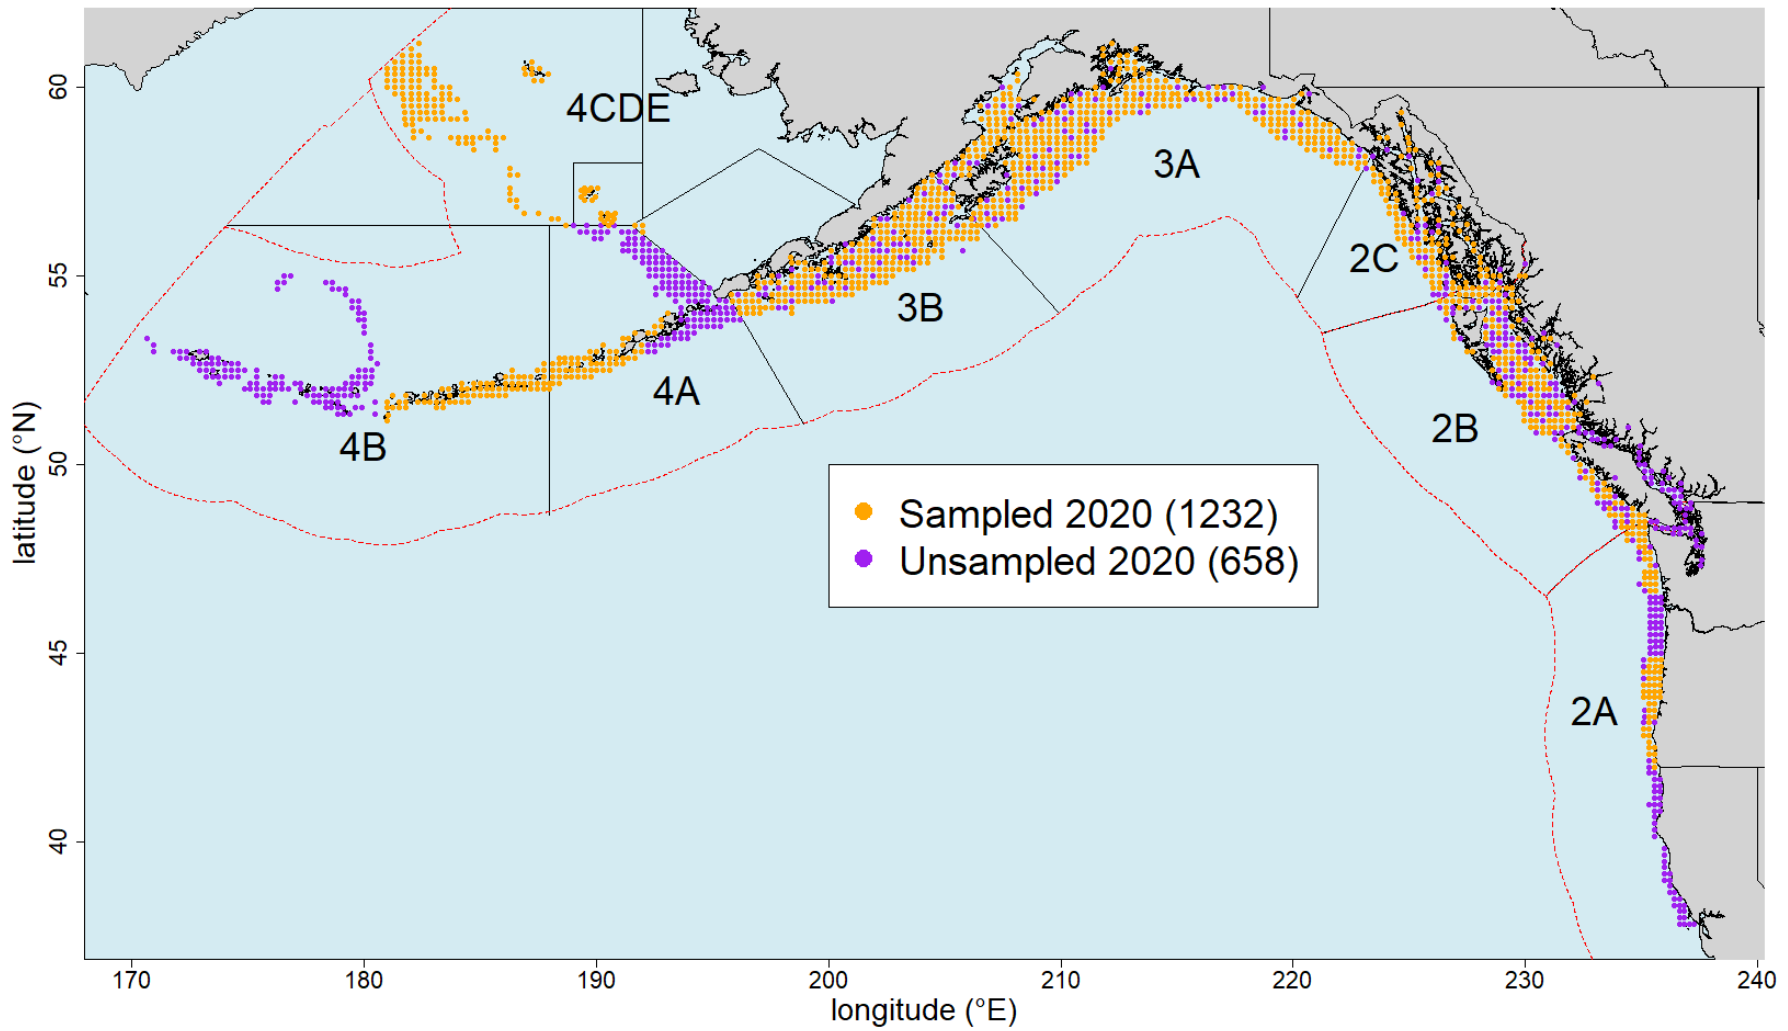 60
55
50
45
40
latitude (°N)
4CDE
3A
2C
3B
4A
4B
2B
2A
Sampled 2020 (1232)
Unsampled 2020 (658)
170
180
190
200
210
220
230
240
longitude (°E)